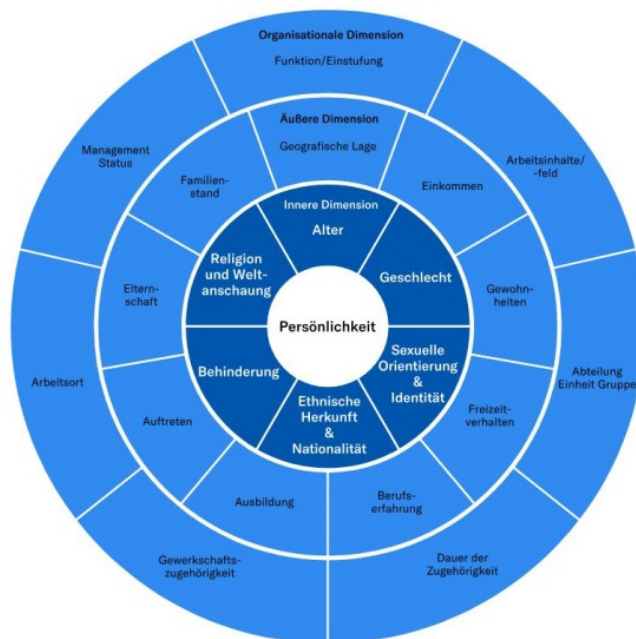 Organisationale Dimension
Funktion/Einstufung
Arbeitsinhalte/
-feld
Abteilung
Einheit Gruppe
Dauer der
Zugehörigkeit
Gewerkschafts-
zugehörigkeit
Arbeitsort
Management
Status
Äußere Dimension
Geografische Lage
Einkommen
Gewohn-
heiten
Freizeit-
verhalten
Berufs-
erfahrung
Ausbildung
Auftreten
Eltern-
schaft
Familien-
stand
Innere Dimension
Alter
Geschlecht
Sexuelle
Orientierung
&
Identität
Ethnische
Herkunft
&
Nationalität
Behinderung
Religion
und Welt-
anschaung
Persönlichkeit